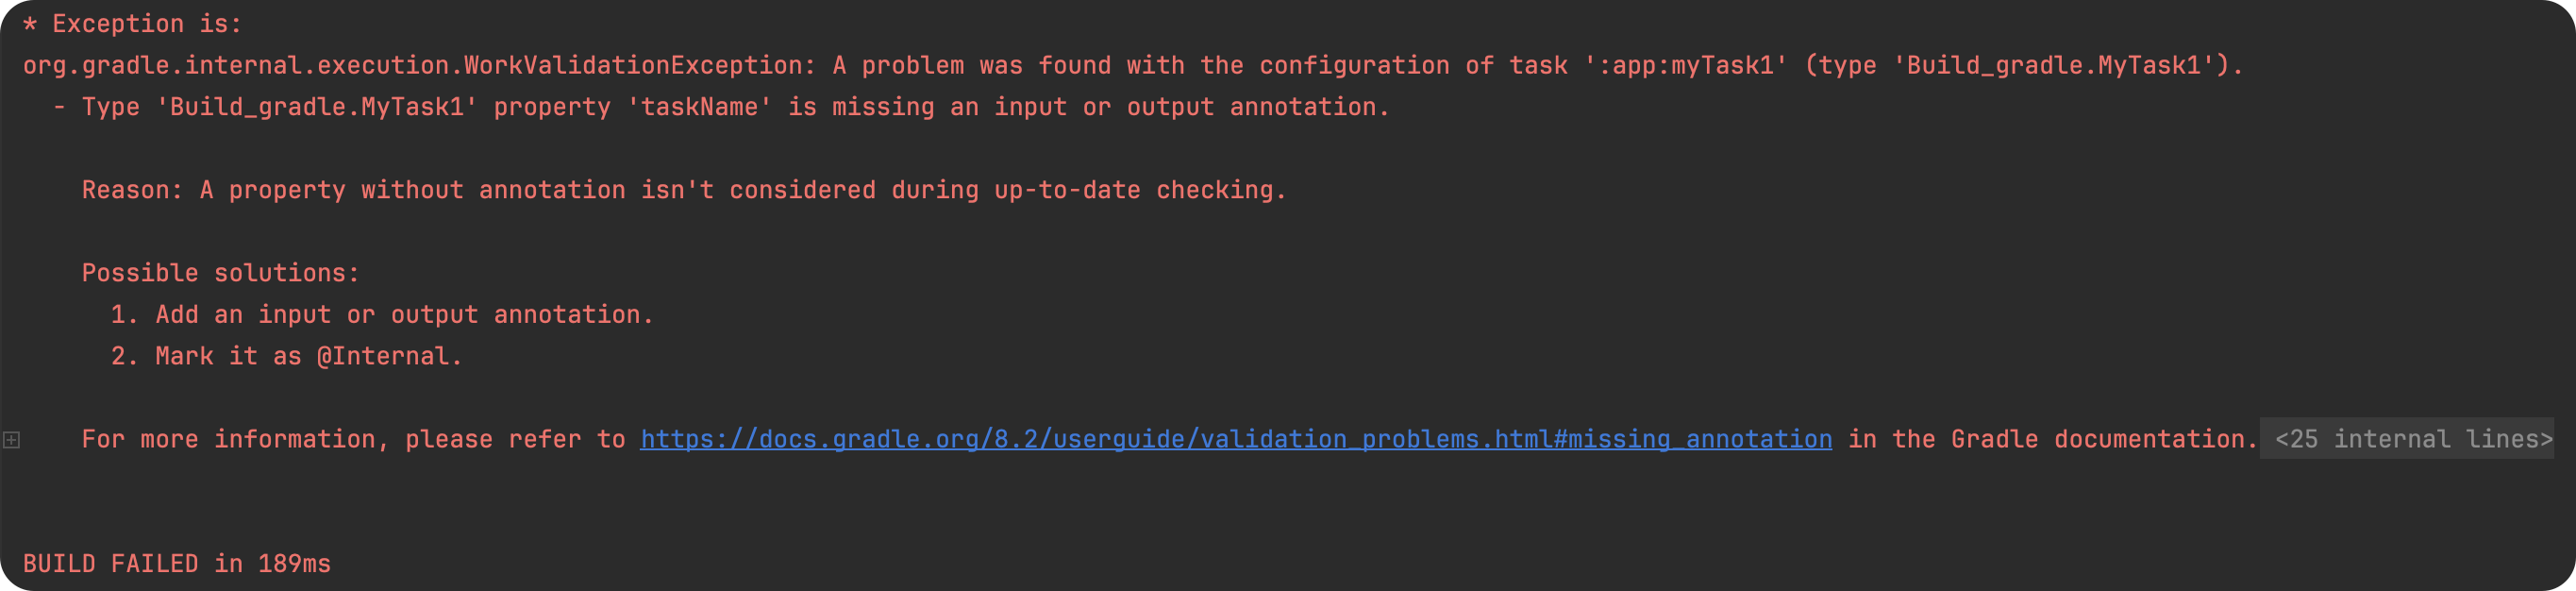 * Exception is:
org.gradle.internal.execution.WorkValidationException: A problem was found with the configuration of task ':app:myTask1' (type 'Build_gradle.MyTask1').
  - Type 'Build_gradle.MyTask1' property 'taskName' is missing an input or output annotation.
    Reason: A property without annotation isn't considered during up-to-date checking.
    Possible solutions:
      1. Add an input or output annotation.
      2. Mark it as @Internal.
    For more information, please refer to https://docs.gradle.org/8.2/userguide/validation_problems.html#missing_annotation in the Gradle documentation. <25 internal lines>
BUILD FAILED in 189ms